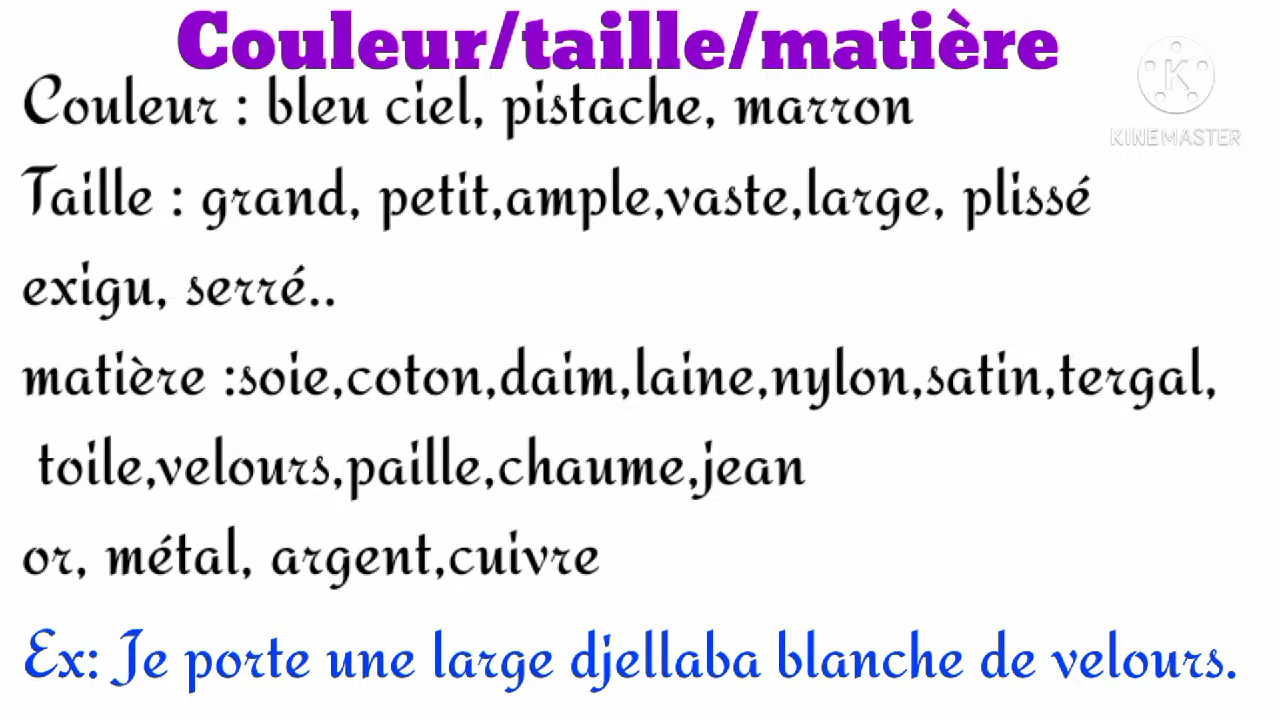 Couleur/taille/matière
Couleur : bleu ciel, pistache, marron
KINEMASTER
Taille : grand, petit,ample,vaste,large, plissé
exigu, serré..
matière :soie,coton,daim,laine,nylon,satin,tergal,
toile,velours,paille,chaume,jean
or, métal, argent,cuivre
Ex: Je porte une large djellaba blanche de velours.